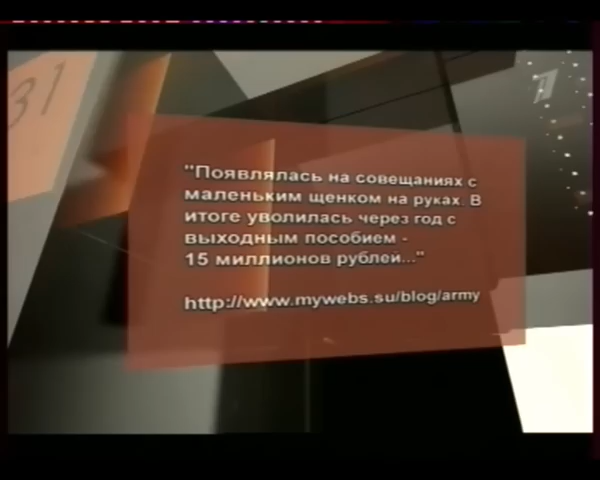 31
1
"Появлялась на совещаниях с
маленьким щенком на руках. В
итоге уволилась через год с
выходным пособием -
15 миллионов рублей..."
http://www.mywebs.su/blog/army